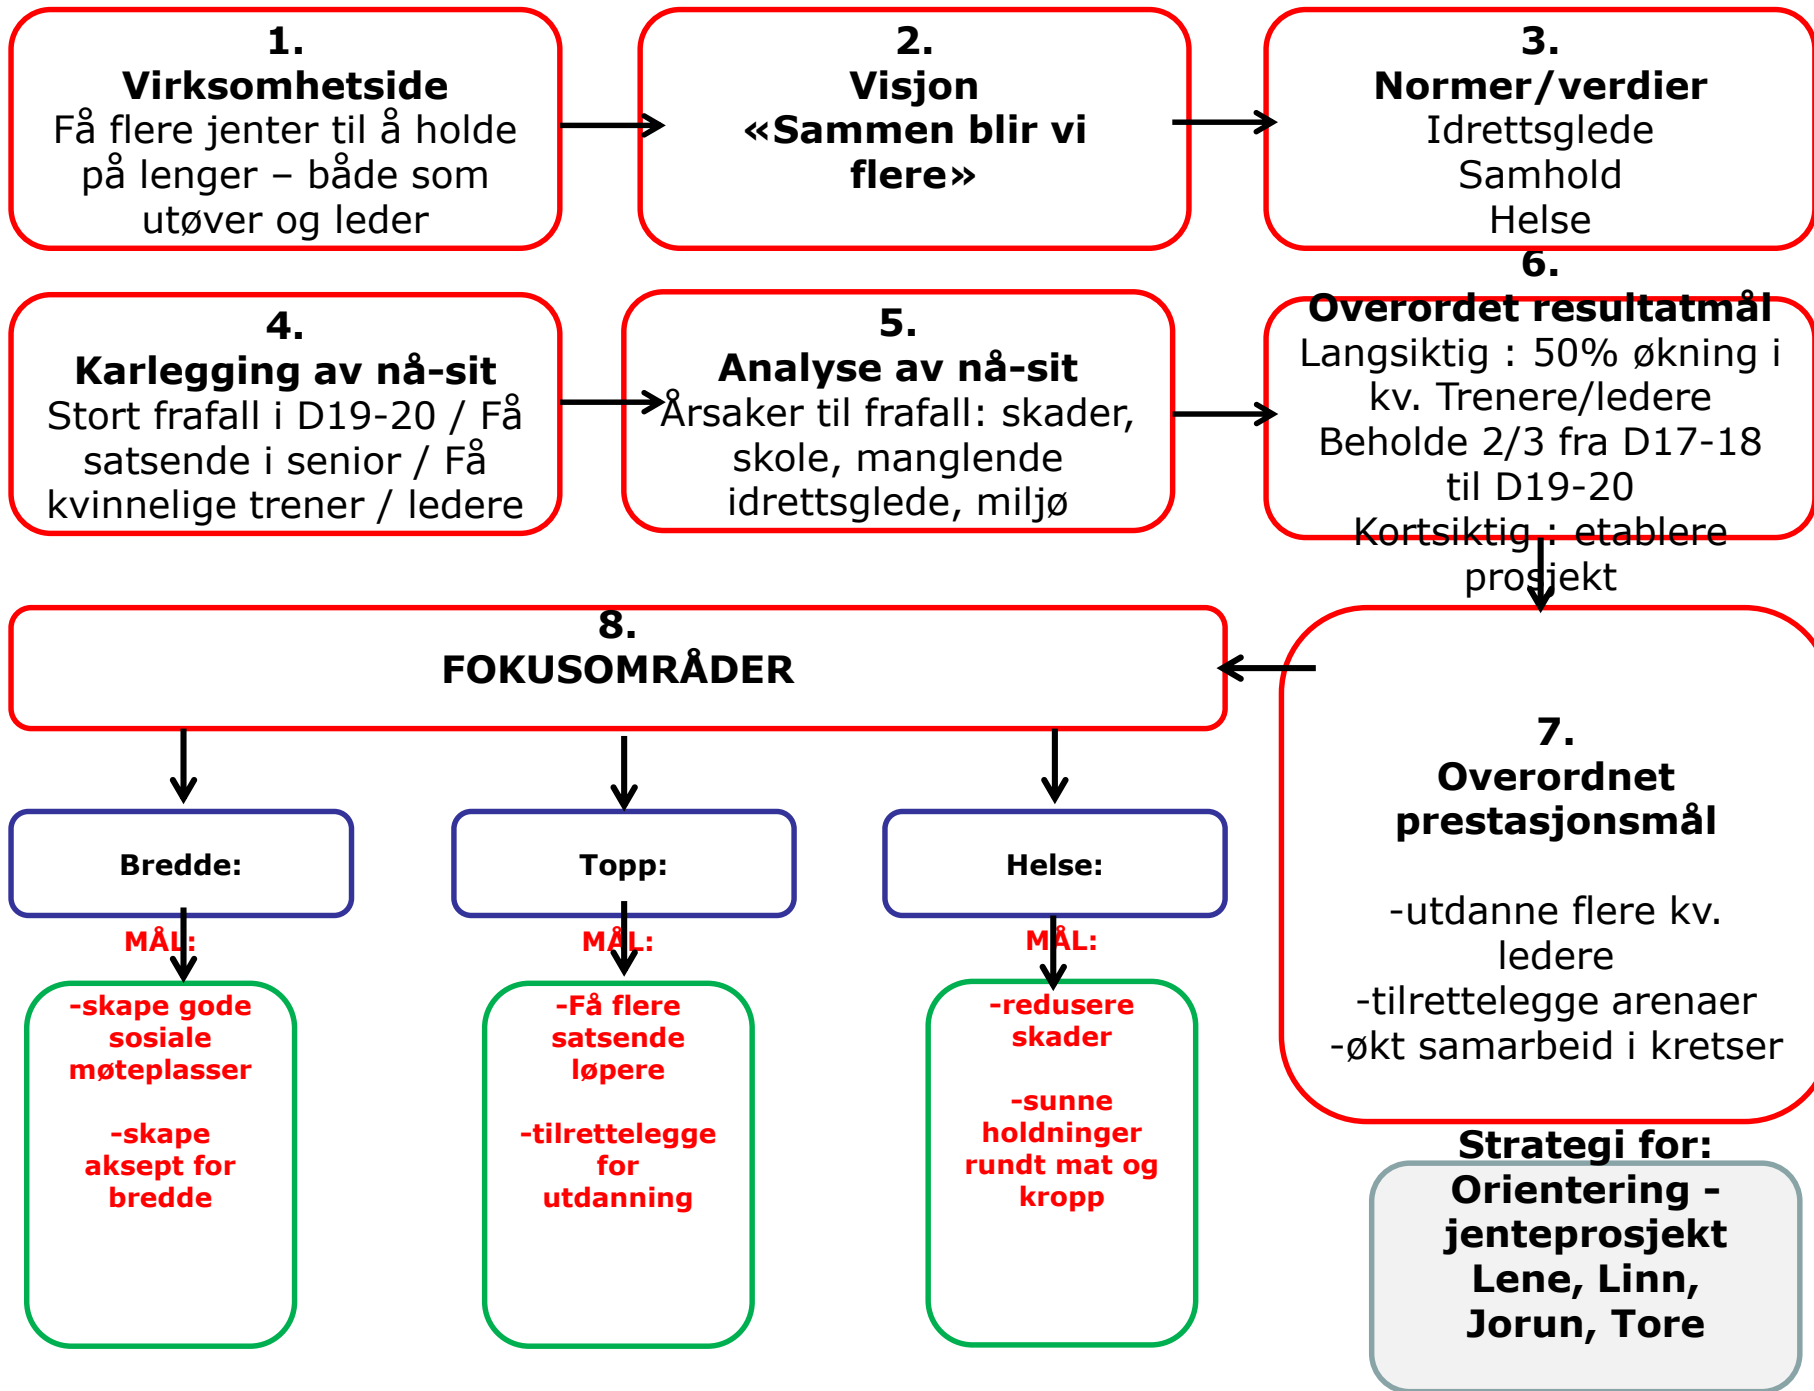 1.
Virksomhetside
Få flere jenter til å holde
på lenger – både som
utøver og leder
2.
Visjon
«Sammen blir vi
flere»
3.
Normer/verdier
Idrettsglede
Samhold
Helse
4.
Karlegging av nå-sit
Stort frafall i D19-20 / Få
satsende i senior / Få
kvinnelige trener / ledere
5.
Analyse av nå-sit
Årsaker til frafall: skader,
skole, manglende
idrettsglede, miljø
6.
Overordet resultatmål
Langsiktig : 50% økning i
kv. Trenere/ledere
Beholde 2/3 fra D17-18
til D19-20
Kortsiktig : etablere
prosjekt
7.
Overordnet
prestasjonsmål
-utdanne flere kv.
ledere
-tilrettelegge arenaer
-økt samarbeid i kretser
8.
FOKUSOMRÅDER
Bredde:
MÅL:
-skape gode
sosiale
møteplasser
-skape
aksept for
bredde
Topp:
MÅL:
-Få flere
satsende
løpere
-tilrettelegge
for
utdanning
Helse:
MÅL:
-redusere
skader
-sunne
holdninger
rundt mat og
kropp
Strategi for:
Orientering -
jenteprosjekt
Lene, Linn,
Jorun, Tore